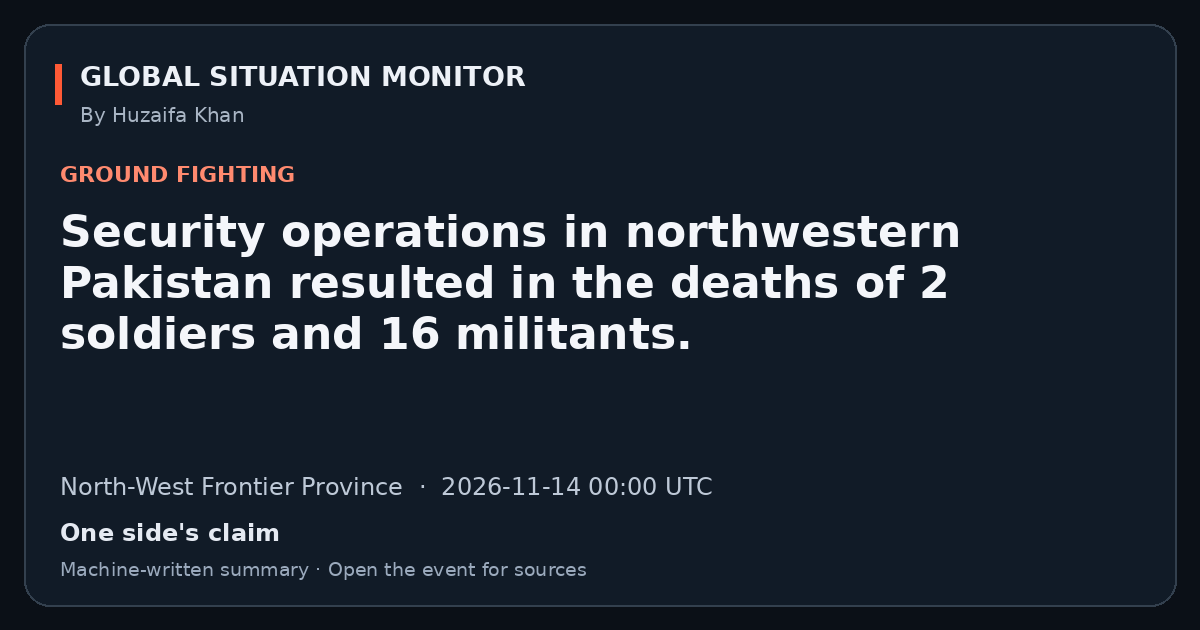 GLOBAL SITUATION MONITOR
By Huzaifa Khan
GROUND FIGHTING
Security operations in northwestern
Pakistan resulted in the deaths of 2
soldiers and 16 militants.
North-West Frontier Province · 2026-11-14 00:00 UTC
One side's claim
Machine-written summary · Open the event for sources